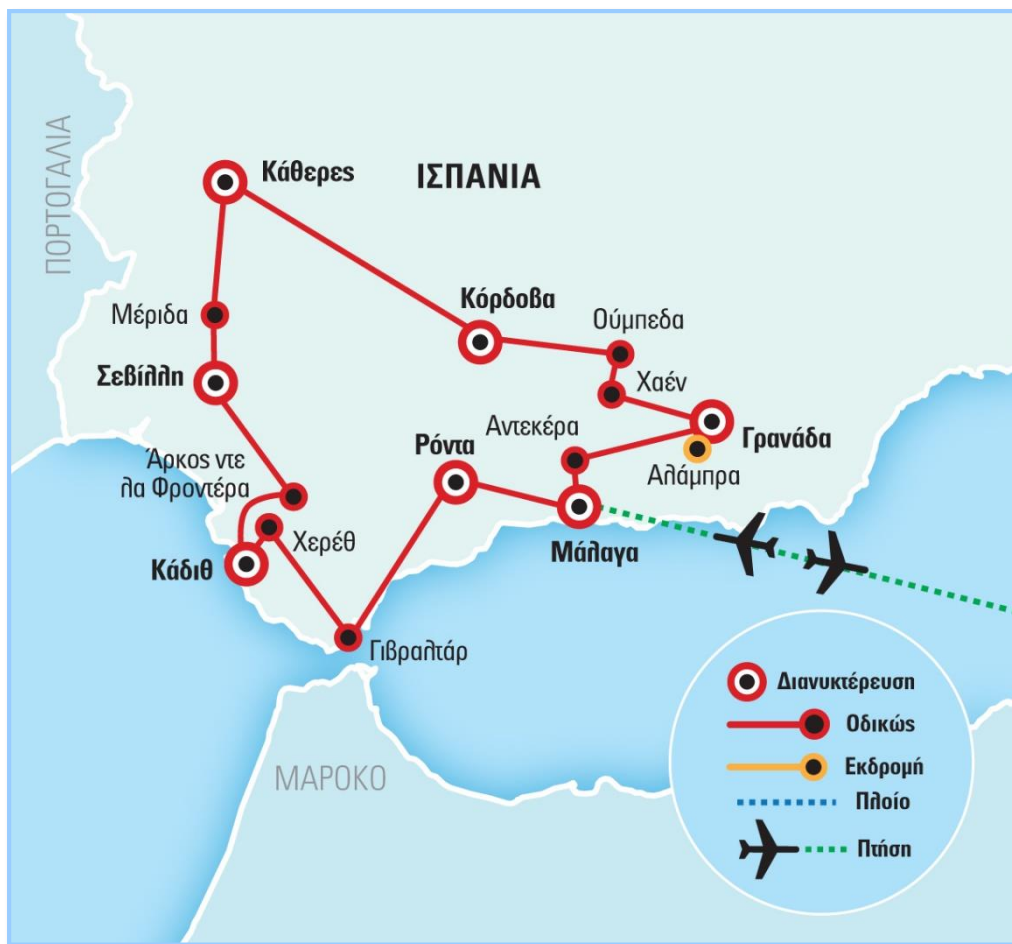 ΠΟΡΤΟΓΑΛΙΑ
Κάθερες
ΙΣΠΑΝΙΑ
Μέριδα
Κόρδοβα
Ούμπεδα
Σεβίλλη
Χαέν
Αντεκέρα
Γρανάδα
Ρόντα
Αλάμπρα
Άρκος ντε
λα Φροντέρα
Χερέθ
Κάδιθ
Μάλαγα
Γιβραλτάρ
ΜΑΡΟΚΟ
Διανυκτέρευση
Οδικώς
Εκδρομή
Πλοίο
Πτήση